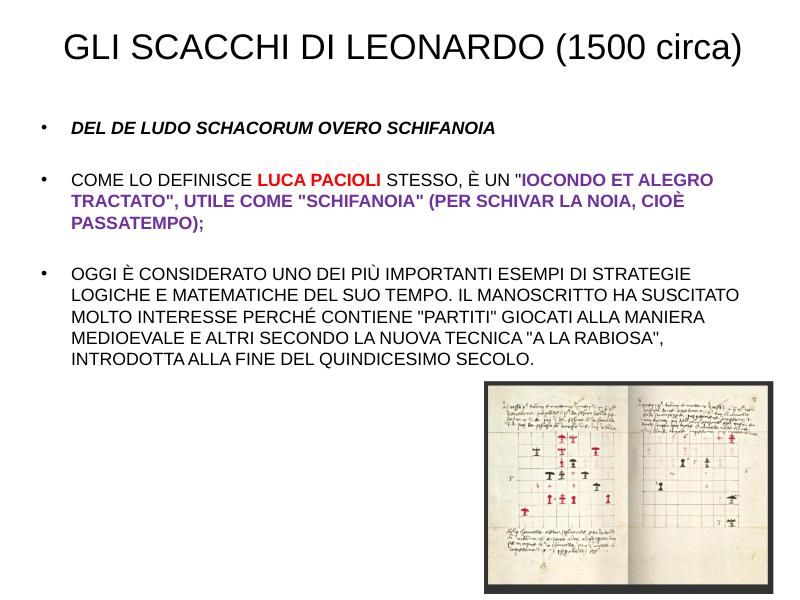 GLI SCACCHI DI LEONARDO (1500 circa)
• DEL DE LUDO SCHACORUM OVERO SCHIFANOIA
• COME LO DEFINISCE LUCA PACIOLI STESSO, È UN "IOCONDO ET ALEGRO
TRACTATO", UTILE COME "SCHIFANOIA" (PER SCHIVAR LA NOIA, CIOÈ
PASSATEMPO);
• OGGI È CONSIDERATO UNO DEI PIÙ IMPORTANTI ESEMPI DI STRATEGIE
LOGICHE E MATEMATICHE DEL SUO TEMPO. IL MANOSCRITTO HA SUSCITATO
MOLTO INTERESSE PERCHÉ CONTIENE "PARTITI" GIOCATI ALLA MANIERA
MEDIOEVALE E ALTRI SECONDO LA NUOVA TECNICA "A LA RABIOSA",
INTRODOTTA ALLA FINE DEL QUINDICESIMO SECOLO.